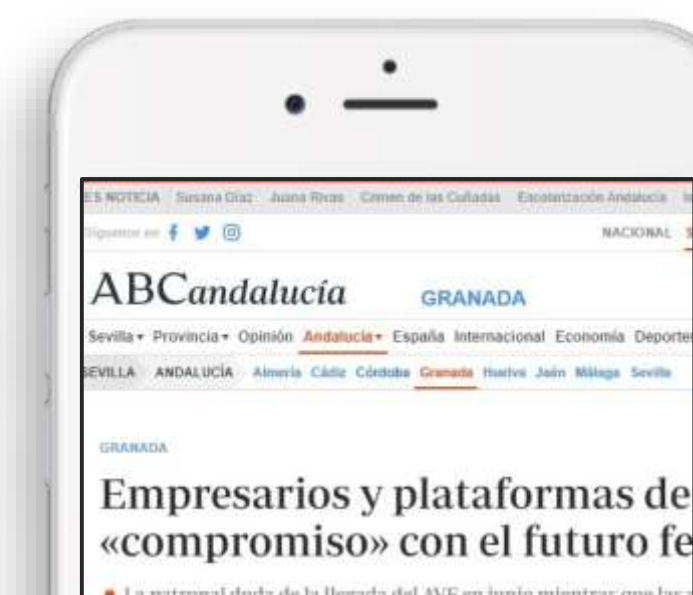 ES NOTICIA Susana Díaz Juana Rivas Crimen de las Cuñadas Escolarización Andalucía
Síguenos en NACIONAL
ABCandalucía GRANADA
Sevilla Provincia Opinión Andalucía España Internacional Economía Deporte
SEVILLA ANDALUCÍA Almería Cádiz Córdoba Granada Huelva Jaén Málaga Sevilla
GRANADA
Empresarios y plataformas de
«compromiso» con el futuro fe
La patronal duda de la llegada del AVE en junio mientras que las